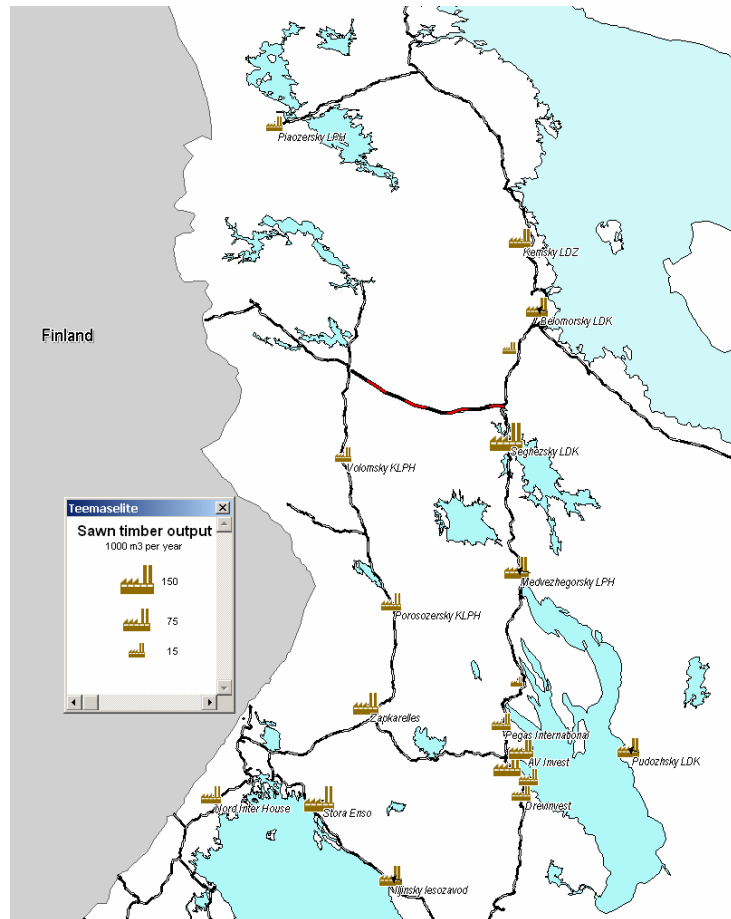 Piaozersky LPH
Kemsky LDZ
Belomorsky LDK
Finland
Seghezsky LDK
Volomsky KLPH
Teemaselite
Sawn timber output
1000 m3 per year
150
75
15
Medvezhegorsky LPH
Porosozersky KLPH
Zapkarelles
Pegas International
AV Invest
Pudozhsky LDK
Nord Inter House
Stora Enso
Drevinvest
Iljinsky lesozavod